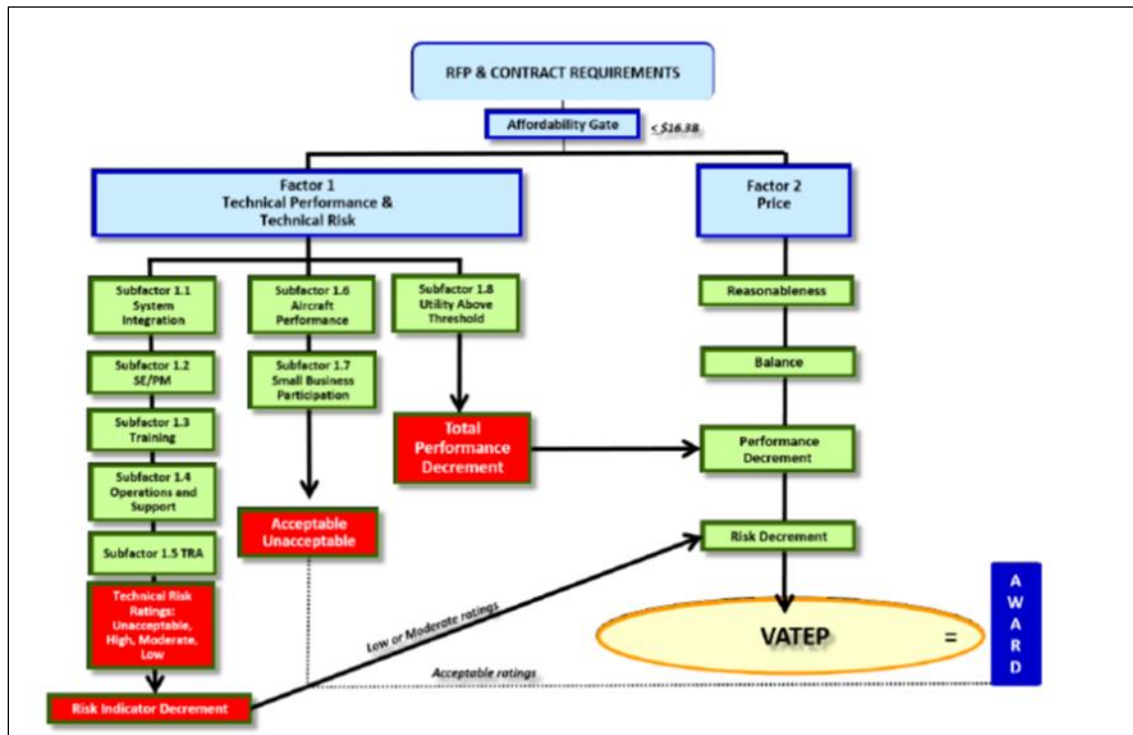 RFP & CONTRACT REQUIREMENTS
Affordability Gate
≤ $16.3B
Factor 1
Technical Performance &
Technical Risk
Factor 2
Price
Subfactor 1.1
System
Integration
Subfactor 1.6
Aircraft
Performance
Subfactor 1.8
Utility Above
Threshold
Reasonableness
Subfactor 1.2
SE/PM
Subfactor 1.7
Small Business
Participation
Balance
Subfactor 1.3
Training
Total
Performance
Decrement
Performance
Decrement
Subfactor 1.4
Operations and
Support
Acceptable
Unacceptable
Risk Decrement
Subfactor 1.5 TRA
Technical Risk
Ratings:
Unacceptable,
High, Moderate,
Low
Low or Moderate ratings
VATEP
=
AWARD
Acceptable ratings
Risk Indicator Decrement